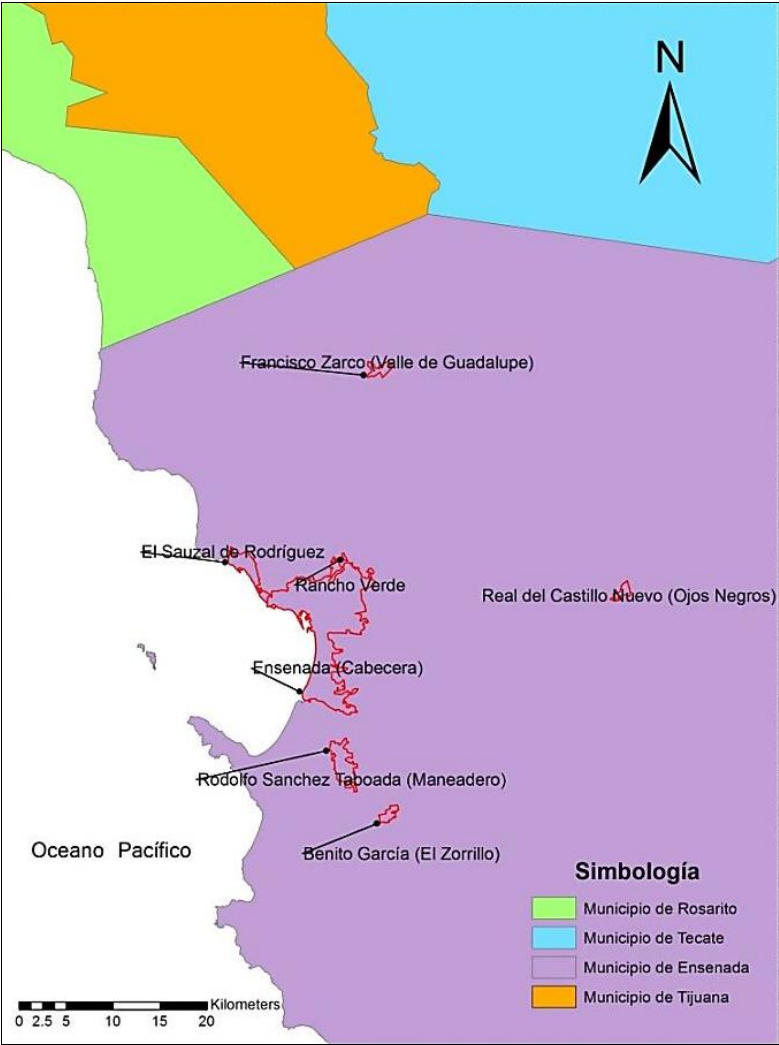 N
Francisco Zarco (Valle de Guadalupe)
El Sauzal de Rodríguez
Rancho Verde
Real del Castillo Nuevo (Ojos Negros)
Ensenada (Cabecera)
Rodolfo Sanchez Taboada (Maneadero)
Oceano Pacífico
Benito García (El Zorrillo)
Simbología
Municipio de Rosarito
Municipio de Tecate
Municipio de Ensenada
Municipio de Tijuana
Kilometers
0 2.5 5 10 15 20